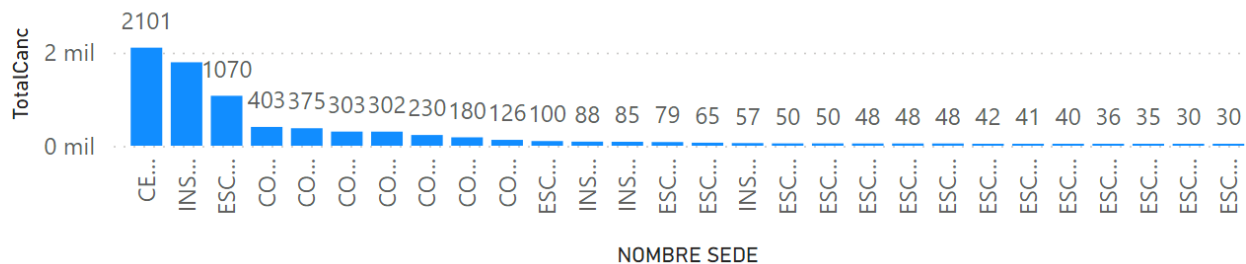 2101
TotalCanc
2 mil
1070
403 375 303 302 230 180 126 100 88 85 79 65 57 50 50 48 48 48 42 41 40 36 35 30 30
0 mil
CE... INS... ESC... CO... CO... CO... CO... CO... CO... CO... ESC... INS... INS... ESC... ESC... INS... ESC... ESC... ESC... ESC... ESC... ESC... ESC... ESC... ESC... ESC... ESC... ESC...
NOMBRE SEDE